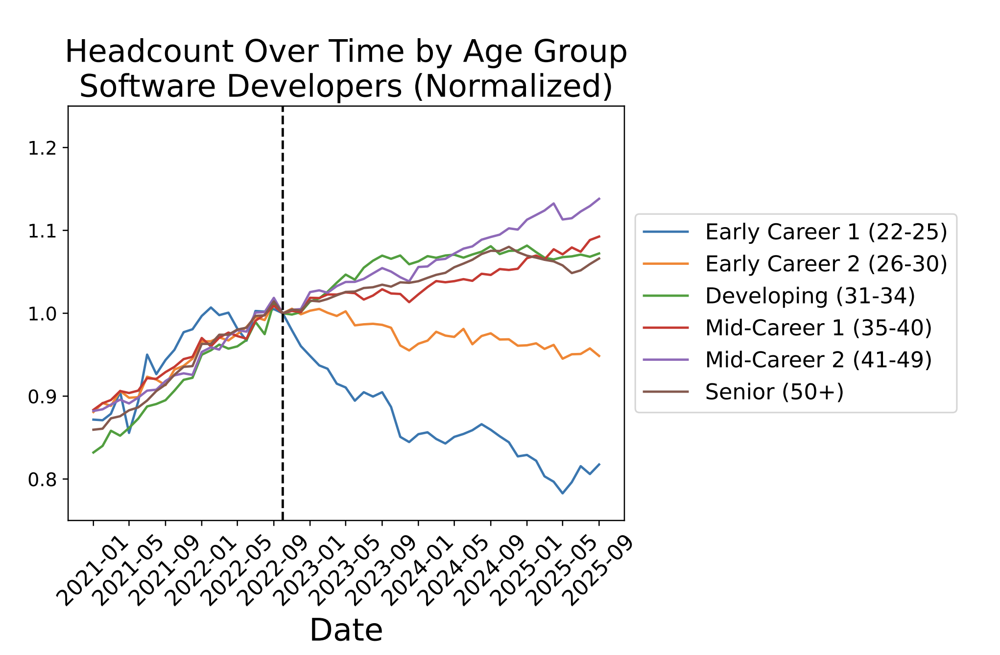 Headcount Over Time by Age Group
Software Developers (Normalized)
1.2
1.1
1.0
0.9
0.8
2021-01
2021-05
2021-09
2022-01
2022-05
2022-09
2023-01
2023-05
2023-09
2024-01
2024-05
2024-09
2025-01
2025-05
2025-09
Date
Early Career 1 (22-25)
Early Career 2 (26-30)
Developing (31-34)
Mid-Career 1 (35-40)
Mid-Career 2 (41-49)
Senior (50+)